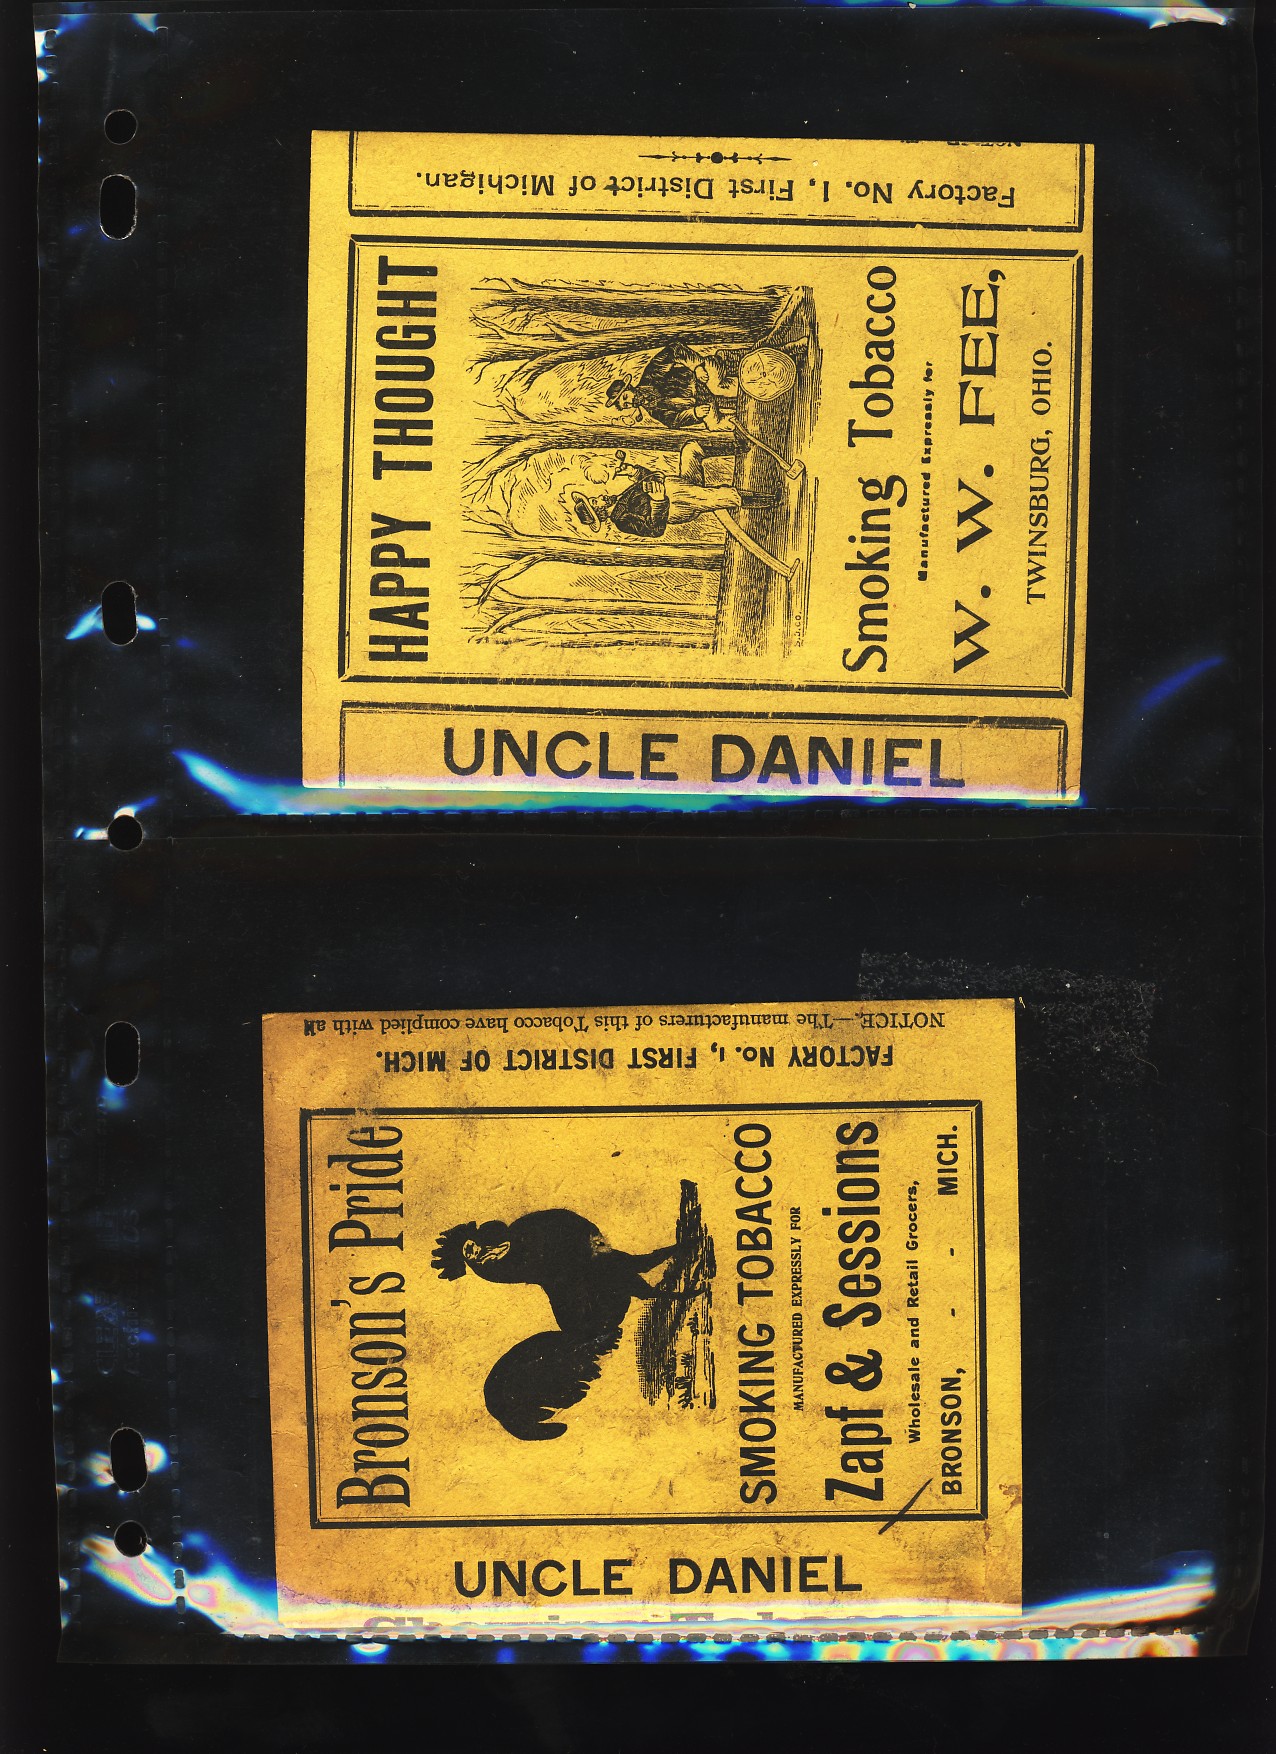 Factory No. 1, First District of Michigan.
HAPPY THOUGHT
Smoking Tobacco
Manufactured Expressly for
W. W. FEE,
TWINSBURG, OHIO.
UNCLE DANIEL
NOTICE.—The manufacturers of this Tobacco have complied with all
FACTORY No. 1, FIRST DISTRICT OF MICH.
Bronson's Pride
SMOKING TOBACCO
MANUFACTURED EXPRESSLY FOR
Zapf & Sessions
Wholesale and Retail Grocers,
BRONSON, - - MICH.
UNCLE DANIEL